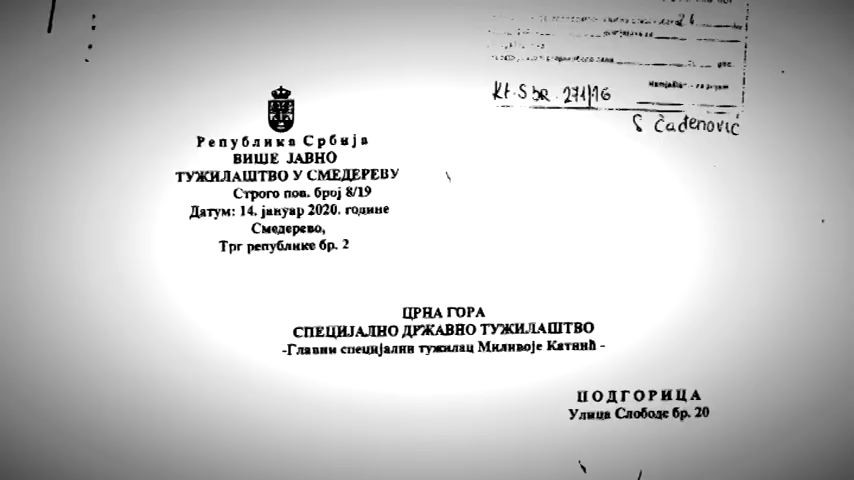 Kt. S br. 271/16
S Čađenović
Република Србија
ВИШЕ ЈАВНО
ТУЖИЛАШТВО У СМЕДЕРЕВУ
Строго пов. број 8/19
Датум: 14. јануар 2020. године
Смедерево,
Трг републике бр. 2
ЦРНА ГОРА
СПЕЦИЈАЛНО ДРЖАВНО ТУЖИЛАШТВО
-Главни специјални тужилац Миливоје Катнић -
ПОДГОРИЦА
Улица Слободе бр. 20